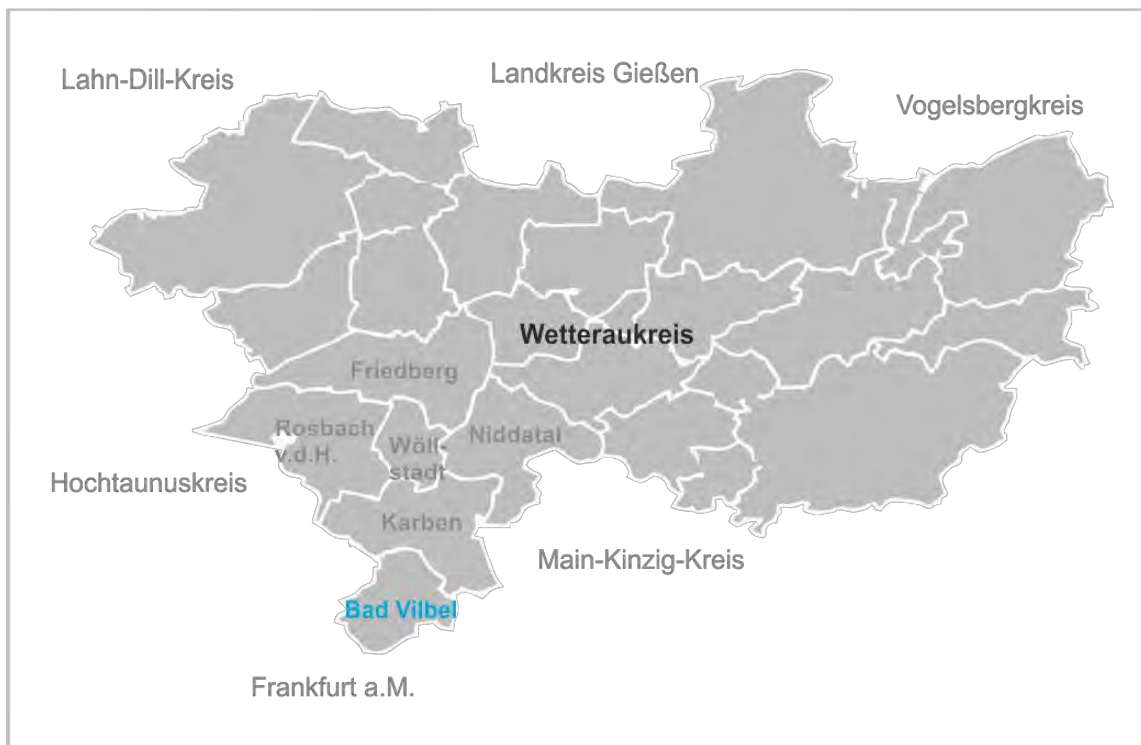 Landkreis Gießen
Lahn-Dill-Kreis
Vogelsbergkreis
Wetteraukreis
Friedberg
Rosbach
v.d.H.
Wöll-
stadt
Niddatal
Hochtaunuskreis
Karben
Main-Kinzig-Kreis
Bad Vilbel
Frankfurt a.M.